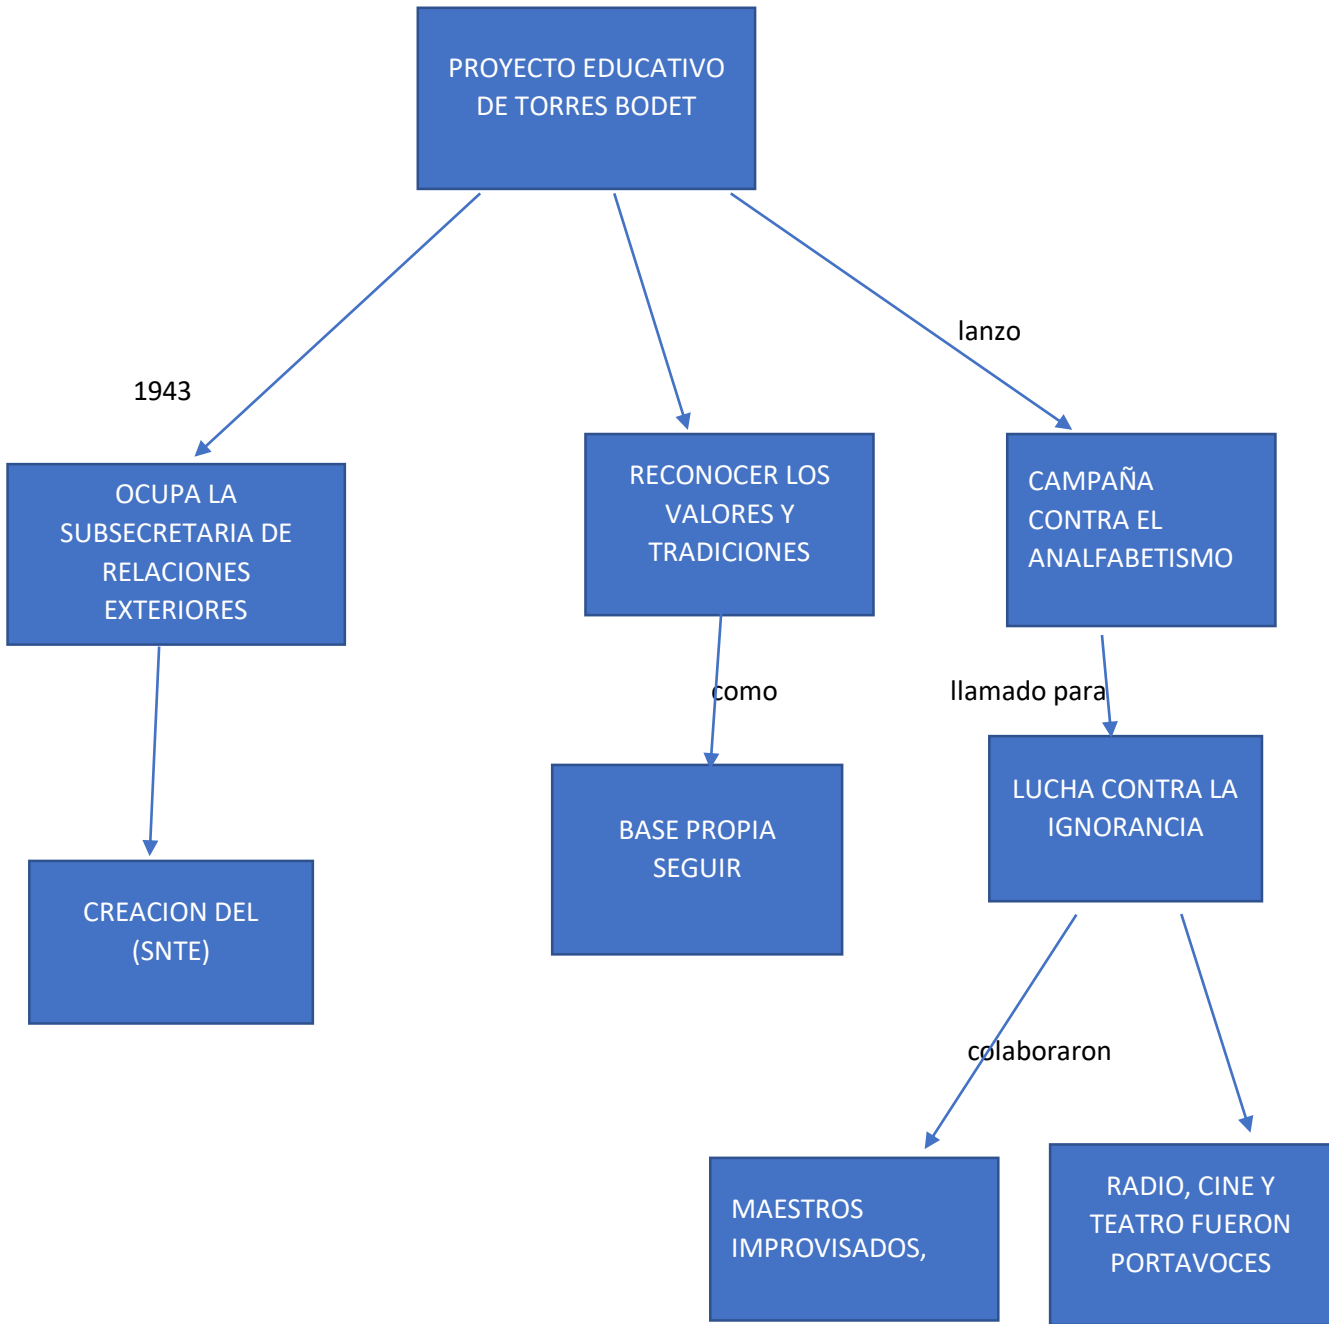 PROYECTO EDUCATIVO
DE TORRES BODET
lanzo
1943
OCUPA LA
SUBSECRETARIA DE
RELACIONES
EXTERIORES
RECONOCER LOS
VALORES Y
TRADICIONES
CAMPAÑA
CONTRA EL
ANALFABETISMO
como
llamado para
BASE PROPIA
SEGUIR
LUCHA CONTRA LA
IGNORANCIA
CREACION DEL
(SNTE)
colaboraron
MAESTROS
IMPROVISADOS,
RADIO, CINE Y
TEATRO FUERON
PORTAVOCES